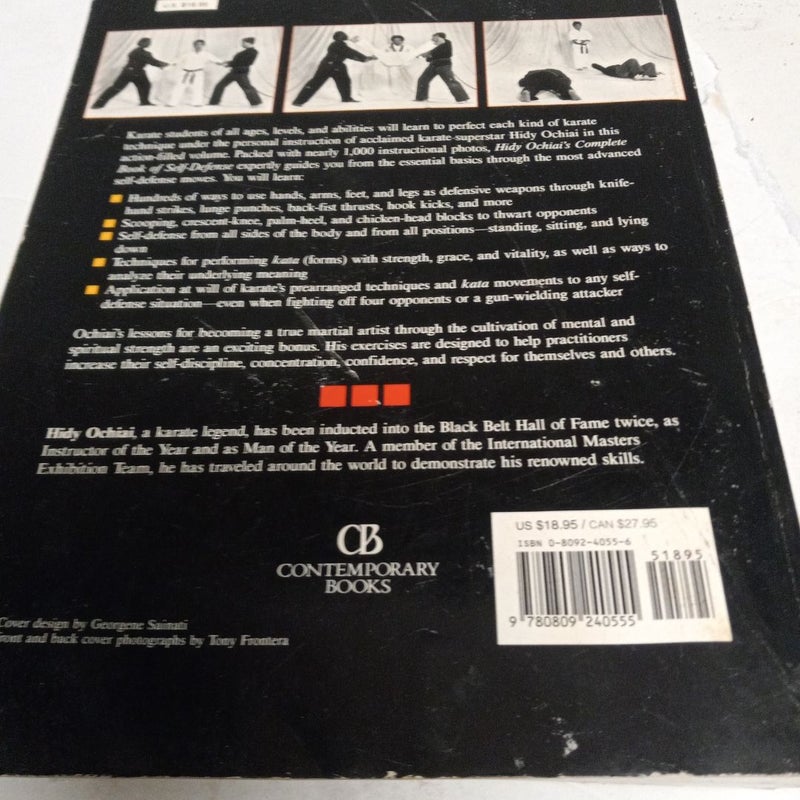 U.S. $18.95
Karate students of all ages, levels, and abilities will learn to perfect each kind of karate
technique under the personal instruction of acclaimed karate-superstar Hidy Ochiai in this
action-filled volume. Packed with nearly 1,000 instructional photos, Hidy Ochiai's Complete
Book of Self-Defense expertly guides you from the essential basics through the most advanced
self-defense moves. You will learn:
Hundreds of ways to use hands, arms, feet, and legs as defensive weapons through knife-
hand strikes, lunge punches, back-fist thrusts, hook kicks, and more
Scooping, crescent-knee, palm-heel, and chicken-head blocks to thwart opponents
Self-defense from all sides of the body and from all positions—standing, sitting, and lying
down
Techniques for performing kata (forms) with strength, grace, and vitality, as well as ways to
analyze their underlying meaning
Application at will of karate's prearranged techniques and kata movements to any self-
defense situation—even when fighting off four opponents or a gun-wielding attacker
Ochiai's lessons for becoming a true martial artist through the cultivation of mental and
spiritual strength are an exciting bonus. His exercises are designed to help practitioners
increase their self-discipline, concentration, confidence, and respect for themselves and others.
Hidy Ochiai, a karate legend, has been inducted into the Black Belt Hall of Fame twice, as
Instructor of the Year and as Man of the Year. A member of the International Masters
Exhibition Team, he has traveled around the world to demonstrate his renowned skills.
CB
CONTEMPORARY
BOOKS
US $18.95 / CAN $27.95
ISBN 0-8092-4055-6
51895
9 780809 240555
Cover design by Georgene Sainati
front and back cover photographs by Tony Frontera